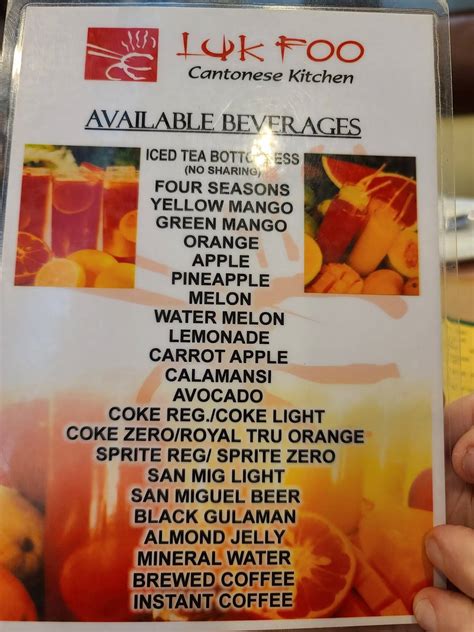 LUK FOO
Cantonese Kitchen
AVAILABLE BEVERAGES
ICED TEA BOTTOMLESS
(NO SHARING)
FOUR SEASONS
YELLOW MANGO
GREEN MANGO
ORANGE
APPLE
PINEAPPLE
MELON
WATER MELON
LEMONADE
CARROT APPLE
CALAMANSI
AVOCADO
COKE REG./COKE LIGHT
COKE ZERO/ROYAL TRU ORANGE
SPRITE REG/ SPRITE ZERO
SAN MIG LIGHT
SAN MIGUEL BEER
BLACK GULAMAN
ALMOND JELLY
MINERAL WATER
BREWED COFFEE
INSTANT COFFEE